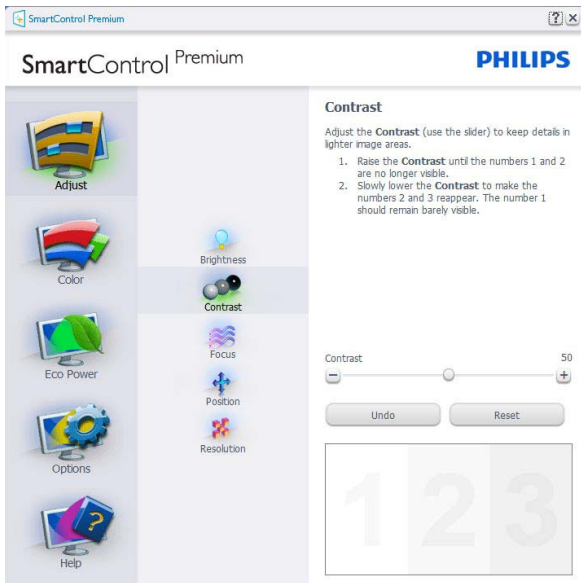 SmartControl Premium
? x
SmartControl Premium
PHILIPS
Adjust
Color
Eco Power
Options
Help
Brightness
Contrast
Focus
Position
Resolution
Contrast
Adjust the Contrast (use the slider) to keep details in
lighter image areas.
1. Raise the Contrast until the numbers 1 and 2
are no longer visible.
2. Slowly lower the Contrast to make the
numbers 2 and 3 reappear. The number 1
should remain barely visible.
Contrast 50
Undo Reset
1 2 3